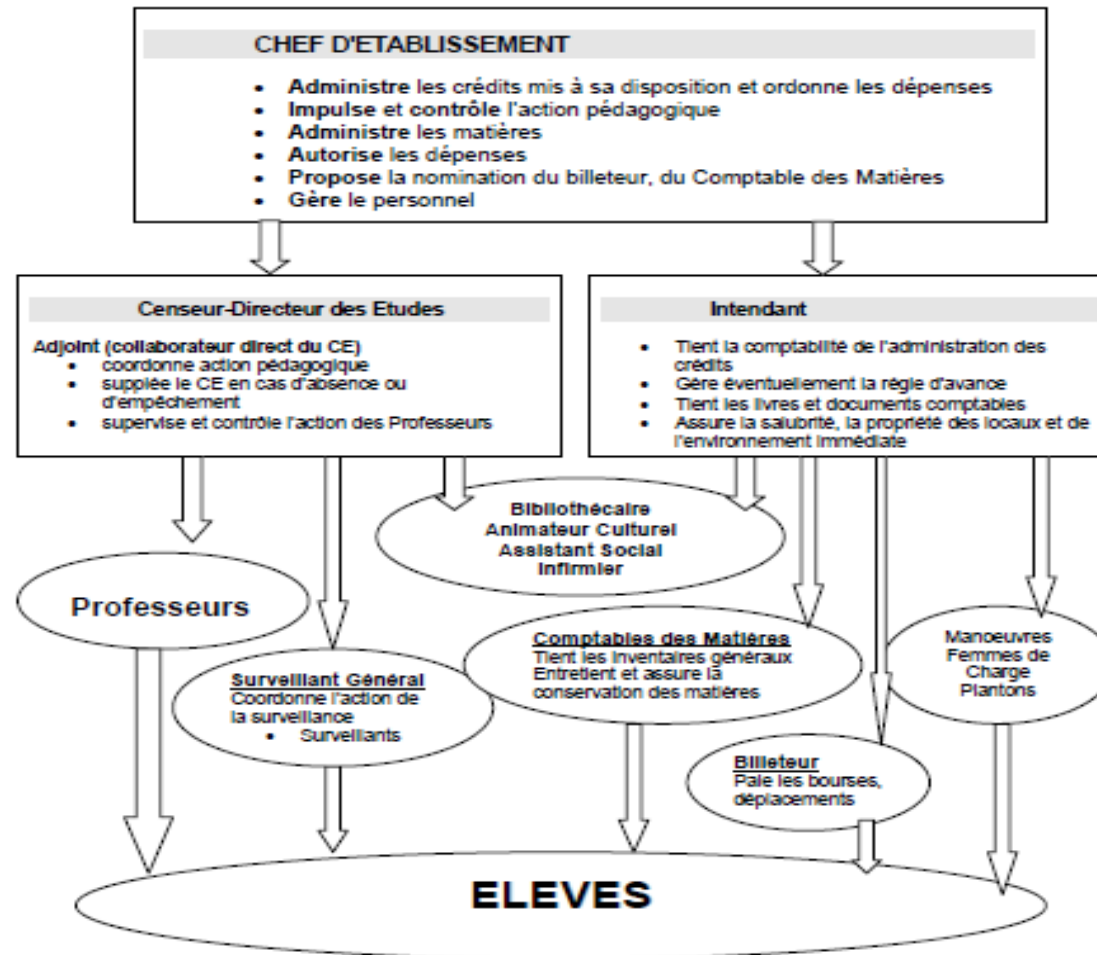 CHEF D'ETABLISSEMENT
• Administre les crédits mis à sa disposition et ordonne les dépenses
• Impulse et contrôle l'action pédagogique
• Administre les matières
• Autorise les dépenses
• Propose la nomination du billeteur, du Comptable des Matières
• Gère le personnel
Censeur-Directeur des Etudes
Adjoint (collaborateur direct du CE)
• coordonne action pédagogique
• supplée le CE en cas d'absence ou
d'empêchement
• supervise et contrôle l'action des Professeurs
Intendant
• Tient la comptabilité de l'administration des
crédits
• Gère éventuellement la régie d'avance
• Tient les livres et documents comptables
• Assure la salubrité, la propriété des locaux et de
l'environnement immédiate
Bibliothécaire
Animateur Culturel
Assistant Social
Infirmier
Professeurs
Surveillant Général
Coordonne l'action de
la surveillance
• Surveillants
Comptables des Matières
Tient les inventaires généraux
Entretient et assure la
conservation des matières
Manoeuvres
Femmes de
Charge
Plantons
Billeteur
Paie les bourses,
déplacements
ELEVES